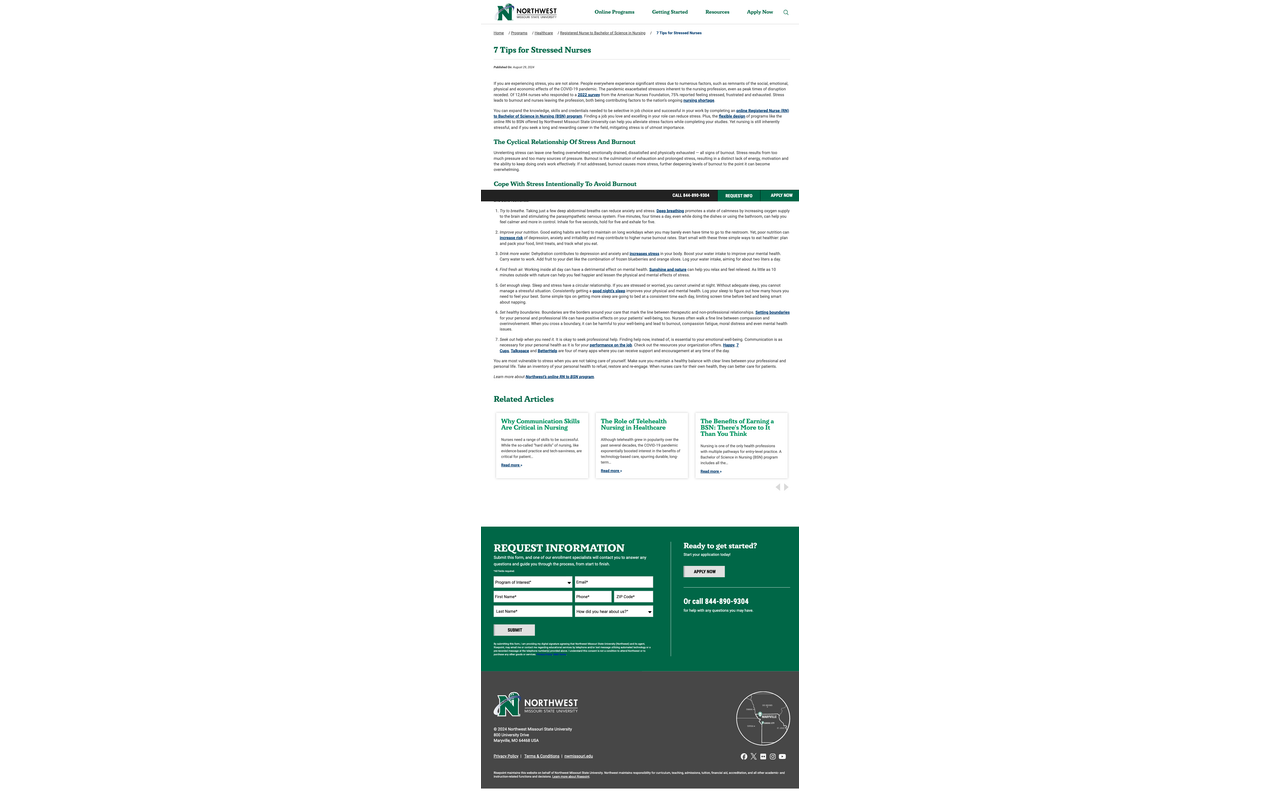 NORTHWEST
MISSOURI STATE UNIVERSITY
Online Programs
Getting Started
Resources
Apply Now
Home / Programs / Healthcare / Registered Nurse to Bachelor of Science in Nursing / 7 Tips for Stressed Nurses
7 Tips for Stressed Nurses
Published On: August 29, 2024
If you are experiencing stress, you are not alone. People everywhere experience significant stress due to numerous factors, such as remnants of the social, emotional,
physical and economic effects of the COVID-19 pandemic. The pandemic exacerbated stressors inherent to the nursing profession, even as peak times of disruption
receded. Of 12,694 nurses who responded to a 2022 survey from the American Nurses Foundation, 75% reported feeling stressed, frustrated and exhausted. Stress
leads to burnout and nurses leaving the profession, both being contributing factors to the nation's ongoing nursing shortage.
You can expand the knowledge, skills and credentials needed to be selective in job choice and successful in your work by completing an online Registered Nurse (RN)
to Bachelor of Science in Nursing (BSN) program. Finding a job you love and excelling in your role can reduce stress. Plus, the flexible design of programs like the
online RN to BSN offered by Northwest Missouri State University can help you alleviate stress factors while completing your studies. Yet nursing is still inherently
stressful, and if you seek a long and rewarding career in the field, mitigating stress is of utmost importance.
The Cyclical Relationship Of Stress And Burnout
Unrelenting stress can leave one feeling overwhelmed, emotionally drained, dissatisfied and physically exhausted — all signs of burnout. Stress results from too
much pressure and too many sources of pressure. Burnout is the culmination of exhaustion and prolonged stress, resulting in a distinct lack of energy, motivation and
the ability to keep doing one's work effectively. If not addressed, burnout causes more stress, further deepening levels of burnout to the point it can become
overwhelming.
Cope With Stress Intentionally To Avoid Burnout
CALL 844-890-9304
REQUEST INFO
APPLY NOW
1. Try to breathe. Taking just a few deep abdominal breaths can reduce anxiety and stress. Deep breathing promotes a state of calmness by increasing oxygen supply
to the brain and stimulating the parasympathetic nervous system. Five minutes, four times a day, even while doing the dishes or using the bathroom, can help you
feel calmer and more in control. Inhale for five seconds, hold for five and exhale for five.
2. Improve your nutrition. Good eating habits are hard to maintain on long workdays when you may barely even have time to go to the restroom. Yet, poor nutrition can
increase risk of depression, anxiety and irritability and may contribute to higher nurse burnout rates. Start small with these three simple ways to eat healthier: plan
and pack your food, limit treats, and track what you eat.
3. Drink more water. Dehydration contributes to depression and anxiety and increases stress in your body. Boost your water intake to improve your mental health.
Carry water to work. Add fruit to your diet like the combination of frozen blueberries and orange slices. Log your water intake, aiming for about two liters a day.
4. Find fresh air. Working inside all day can have a detrimental effect on mental health. Sunshine and nature can help you relax and feel relieved. As little as 10
minutes outside with nature can help you feel happier and lessen the physical and mental effects of stress.
5. Get enough sleep. Sleep and stress have a circular relationship: If you are stressed or worried, you cannot unwind at night. Without adequate sleep, you cannot
manage a stressful situation. Consistently getting a good night's sleep improves your physical and mental health. Log your sleep to figure out how many hours you
need to feel your best. Some simple tips on getting more sleep are going to bed at a consistent time each day, limiting screen time before bed and being smart
about napping.
6. Set healthy boundaries. Boundaries are the borders around your care that mark the line between therapeutic and non-professional relationships. Setting boundaries
for your personal and professional life can have positive effects on your patients' well-being, too. Nurses often walk a fine line between compassion and
overinvolvement. When you cross a boundary, it can be harmful to your well-being and lead to burnout, compassion fatigue, moral distress and even mental health
issues.
7. Seek out help when you need it. It is okay to seek professional help. Finding help now, instead of, is essential to your emotional well-being. Communication is as
necessary for your personal health as it is for your performance on the job. Check out the resources your organization offers. Happy, 7
Cups, Talkspace and BetterHelp are four of many apps where you can receive support and encouragement at any time of the day.
You are most vulnerable to stress when you are not taking care of yourself. Make sure you maintain a healthy balance with clear lines between your professional and
personal life. Take an inventory of your personal health to refuel, restore and re-engage. When nurses care for their own health, they can better care for patients.
Learn more about Northwest's online RN to BSN program.
Related Articles
Why Communication Skills
Are Critical in Nursing
Nurses need a range of skills to be successful.
While the so-called "hard skills" of nursing, like
evidence-based practice and tech-savviness, are
critical for patient...
Read more »
The Role of Telehealth
Nursing in Healthcare
Although telehealth grew in popularity over the
past several decades, the COVID-19 pandemic
exponentially boosted interest in the benefits of
technology-based care, spurring durable, long-
term...
Read more »
The Benefits of Earning a
BSN: There's More to It
Than You Think
Nursing is one of the only health professions
with multiple pathways for entry-level practice. A
Bachelor of Science in Nursing (BSN) program
includes all the...
Read more »
REQUEST INFORMATION
Submit this form, and one of our enrollment specialists will contact you to answer any
questions and guide you through the process, from start to finish.
*All fields required.
Program of Interest*
Email*
First Name*
Phone*
ZIP Code*
Last Name*
How did you hear about us?*
SUBMIT
Ready to get started?
Start your application today!
APPLY NOW
Or call 844-890-9304
for help with any questions you may have.
NORTHWEST
MISSOURI STATE UNIVERSITY
© 2024 Northwest Missouri State University
800 University Drive
Maryville, MO 64468 USA
Privacy Policy | Terms & Conditions | nwmissouri.edu
Risepoint maintains this website on behalf of Northwest Missouri State University. Northwest maintains responsibility for curriculum, teaching, admissions, tuition, financial aid, accreditation, and all other academic- and
instruction-related functions and decisions. Learn more about Risepoint.